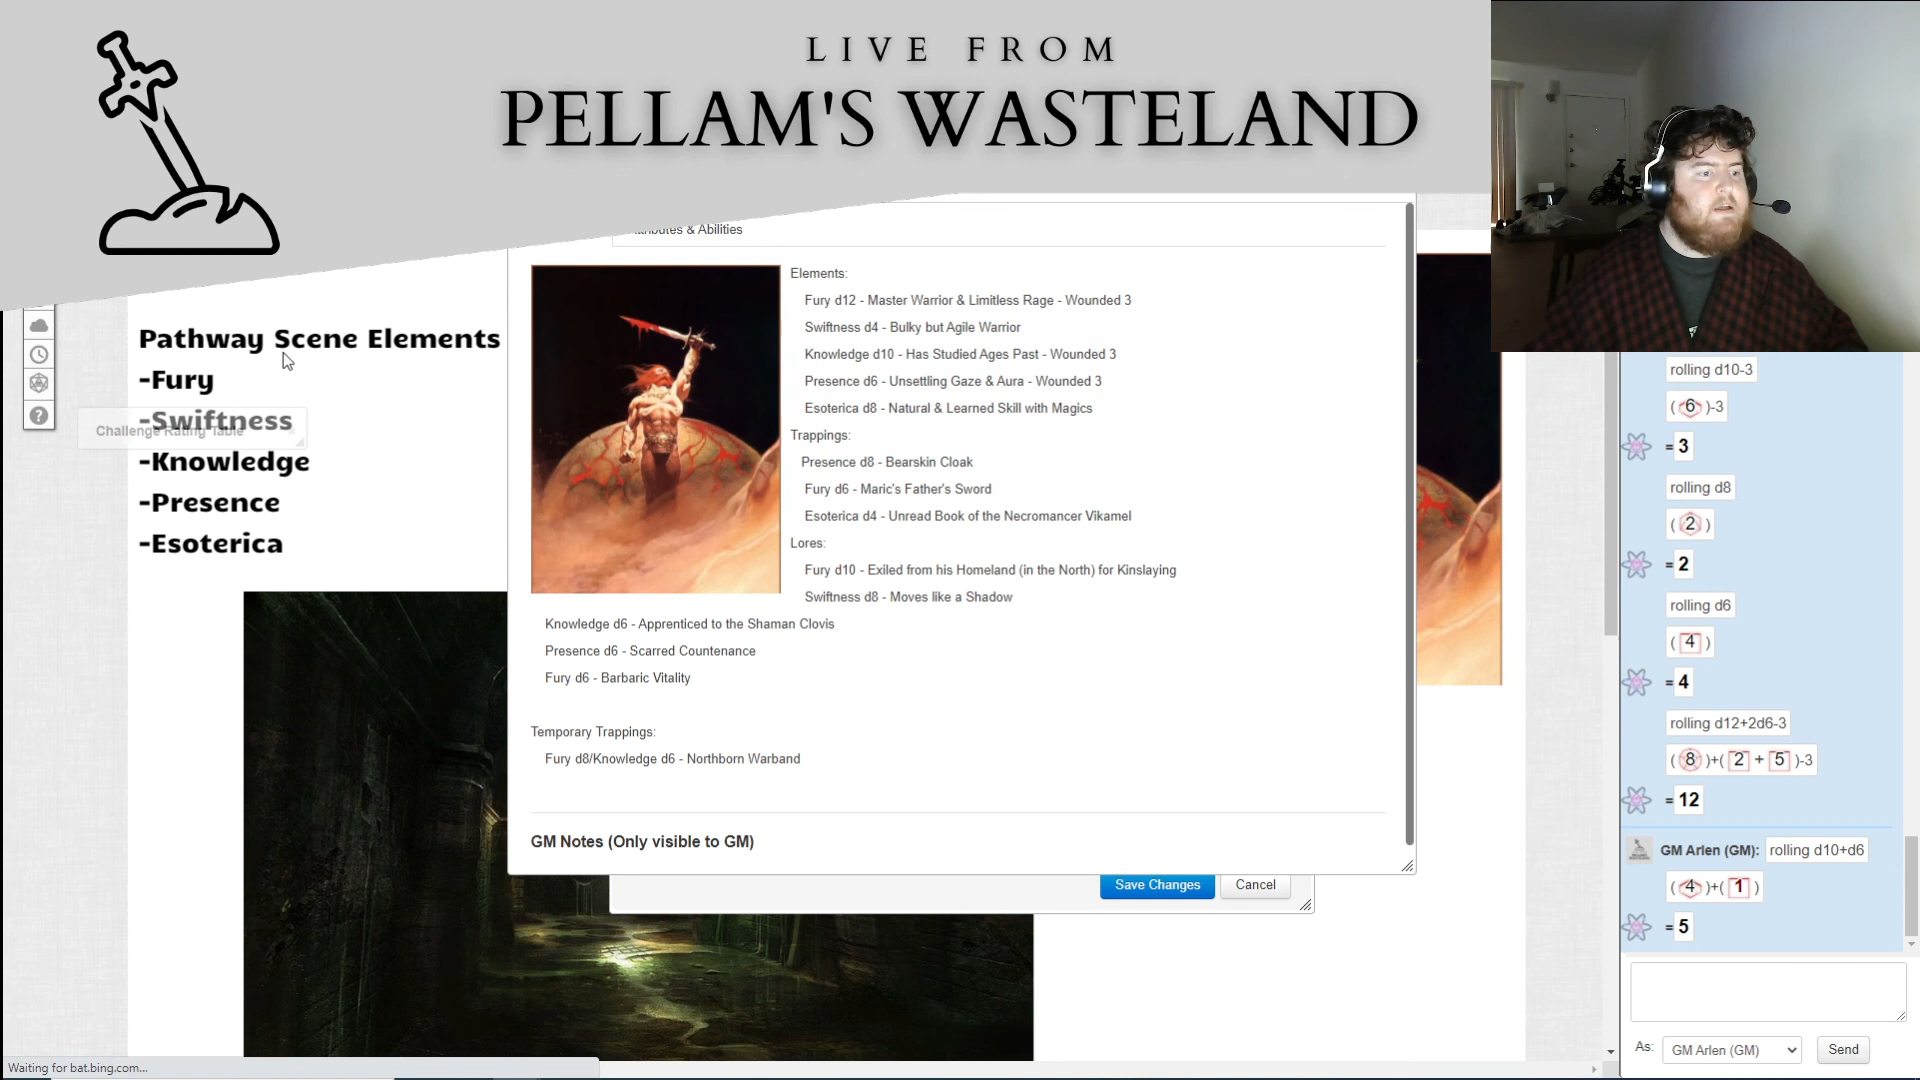 LIVE FROM
PELLAM'S WASTELAND
Attributes & Abilities
Pathway Scene Elements
-Fury
-Swiftness
-Knowledge
-Presence
-Esoterica
Challenge Rating Table
Elements:
Fury d12 - Master Warrior & Limitless Rage - Wounded 3
Swiftness d4 - Bulky but Agile Warrior
Knowledge d10 - Has Studied Ages Past - Wounded 3
Presence d6 - Unsettling Gaze & Aura - Wounded 3
Esoterica d8 - Natural & Learned Skill with Magics
Trappings:
Presence d8 - Bearskin Cloak
Fury d6 - Maric's Father's Sword
Esoterica d4 - Unread Book of the Necromancer Vikamel
Lores:
Fury d10 - Exiled from his Homeland (in the North) for Kinslaying
Swiftness d8 - Moves like a Shadow
Knowledge d6 - Apprenticed to the Shaman Clovis
Presence d6 - Scarred Countenance
Fury d6 - Barbaric Vitality
Temporary Trappings:
Fury d8/Knowledge d6 - Northborn Warband
GM Notes (Only visible to GM)
Save Changes
Cancel
rolling d10-3
(6)-3
=3
rolling d8
(2)
=2
rolling d6
(4)
=4
rolling d12+2d6-3
(8)+(2+5)-3
=12
GM Arlen (GM): rolling d10+d6
(4)+(1)
=5
As: GM Arlen (GM) Send
Waiting for bat.bing.com...